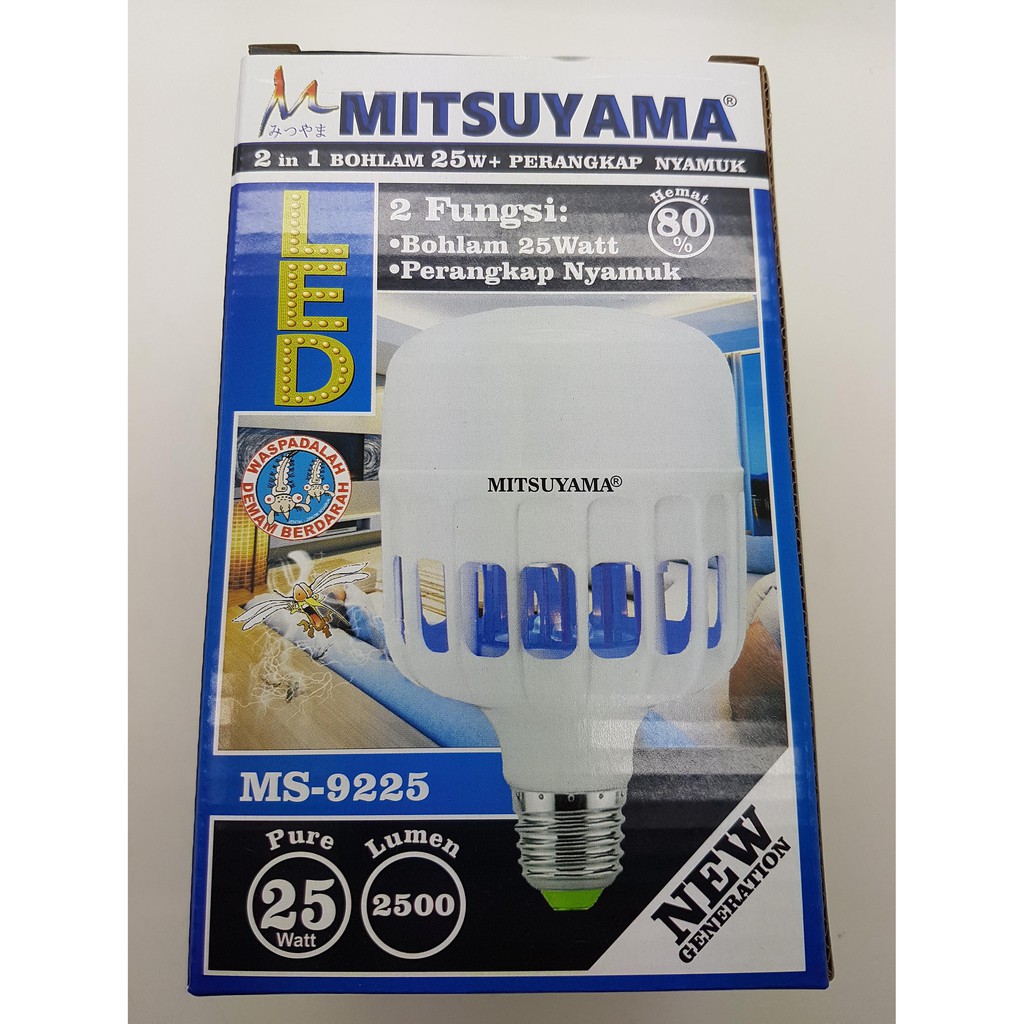 MITSUYAMA®
みつやま
2 in 1 BOHLAM 25W+ PERANGKAP NYAMUK
LED
2 Fungsi:
•Bohlam 25Watt
•Perangkap Nyamuk
Hemat
80
%
WASPADALAH
DEMAM BERDARAH
MITSUYAMA®
MS-9225
Pure
25
Watt
Lumen
2500
NEW
GENERATION